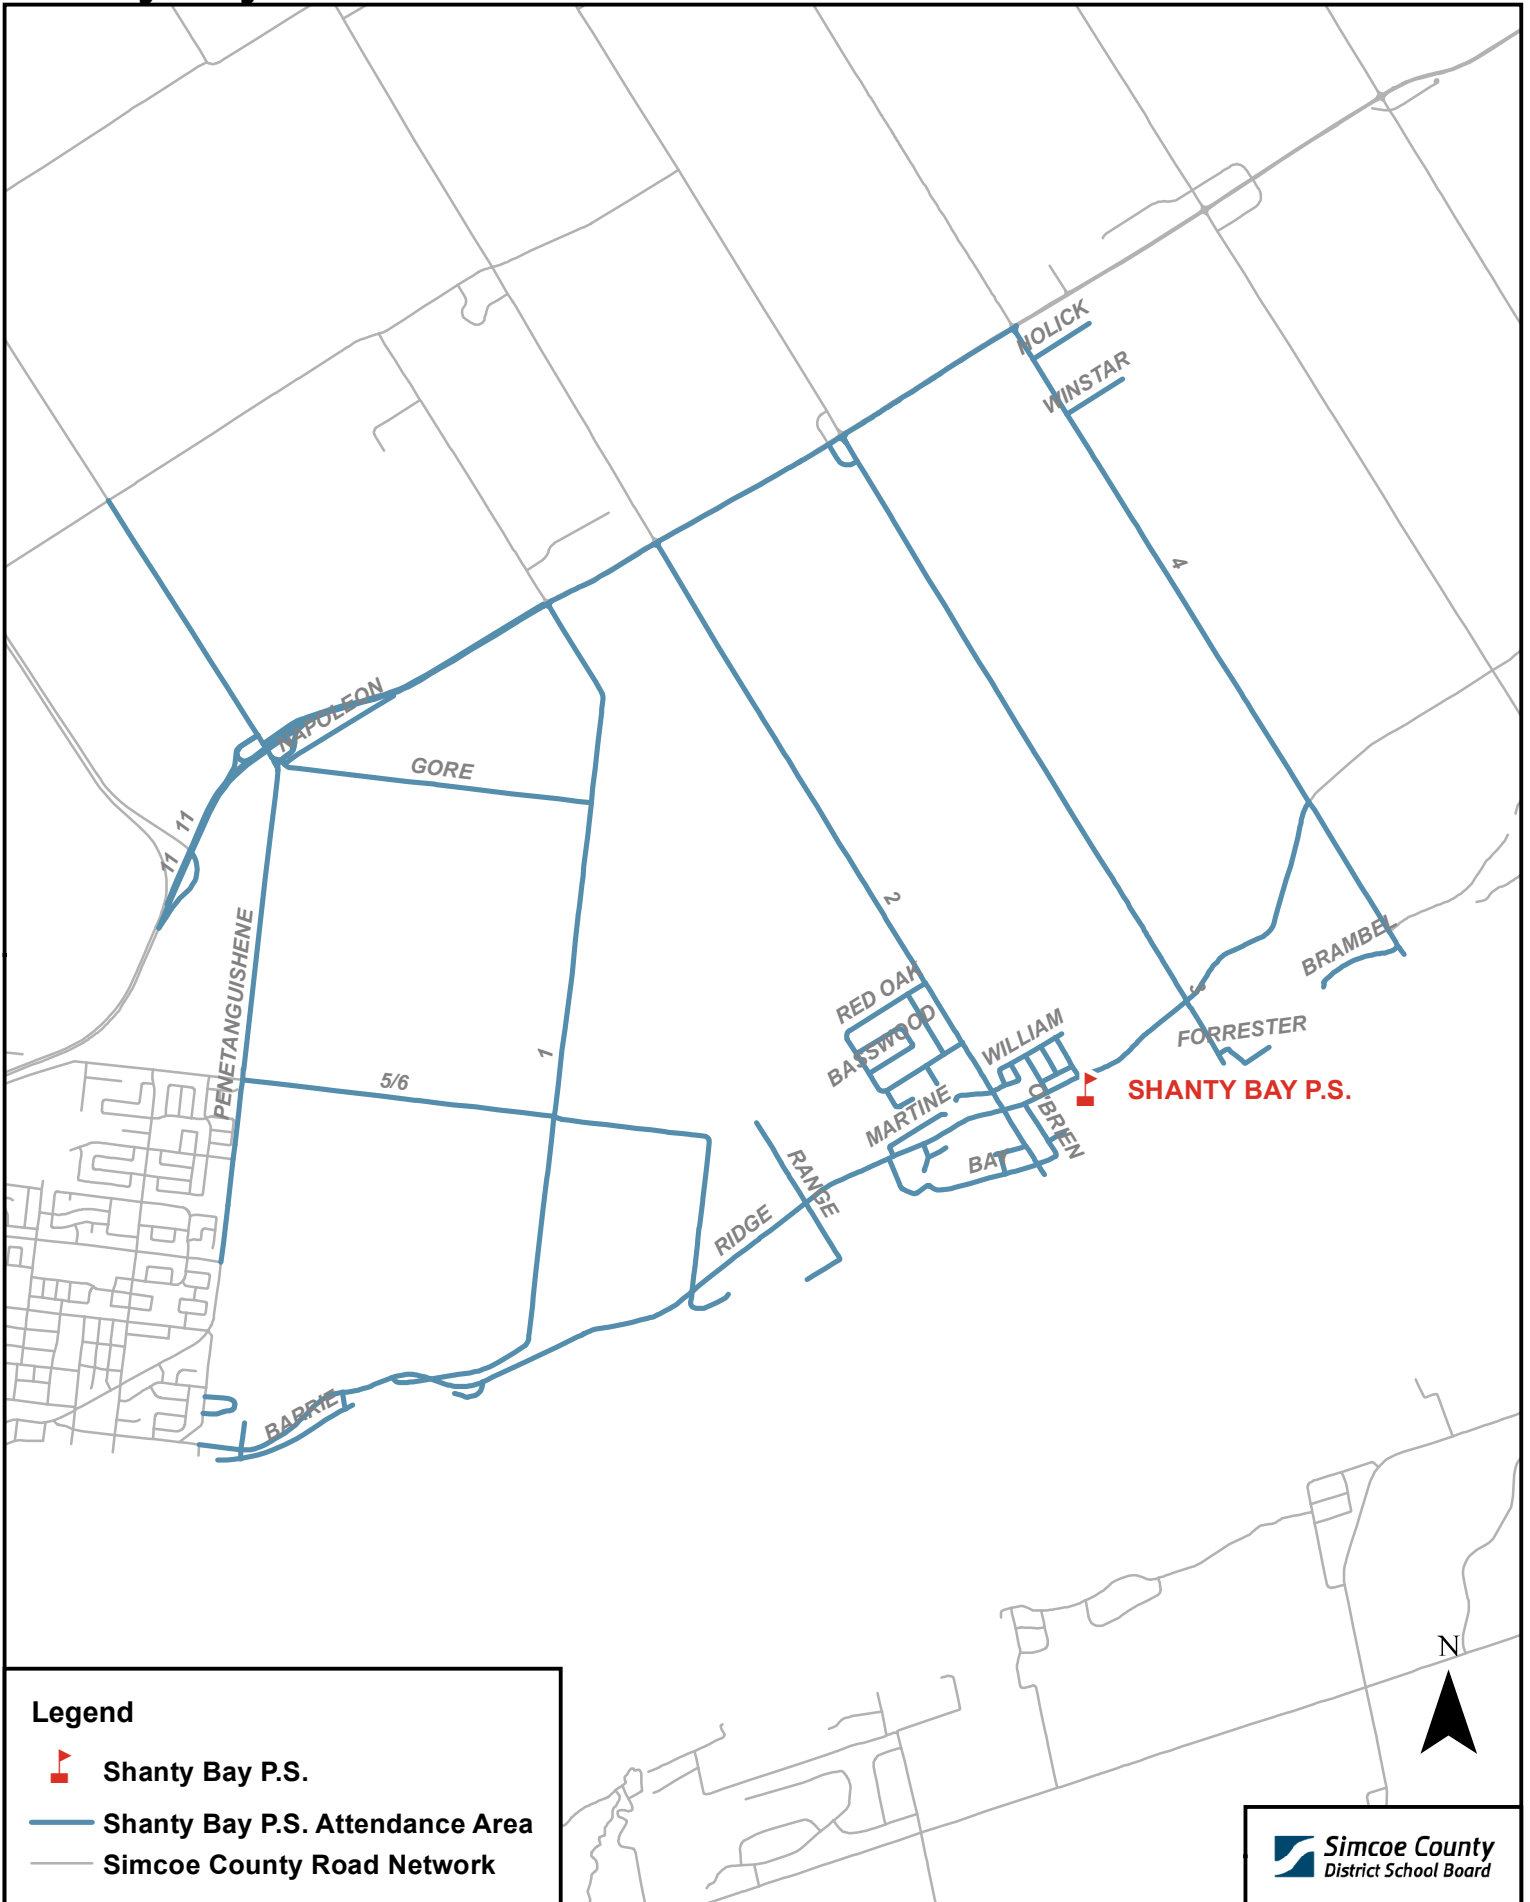 HOLICK
WINSTAR
4
NAPOLEON
GORE
11
11
2
PENETANGUISHENE
BRAMBEL
RED OAK
3
BASSWOOD
WILLIAM
FORRESTER
1
5/6
SHANTY BAY P.S.
MARTINE
O'BRIEN
BAY
RANGE
RIDGE
BARRIE
N
Legend
Shanty Bay P.S.
Shanty Bay P.S. Attendance Area
Simcoe County Road Network
Simcoe County
District School Board